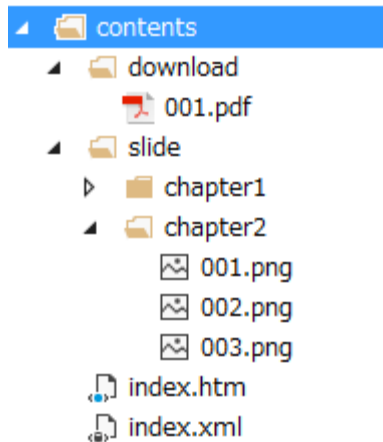 contents
download
001.pdf
slide
chapter1
chapter2
001.png
002.png
003.png
index.htm
index.xml